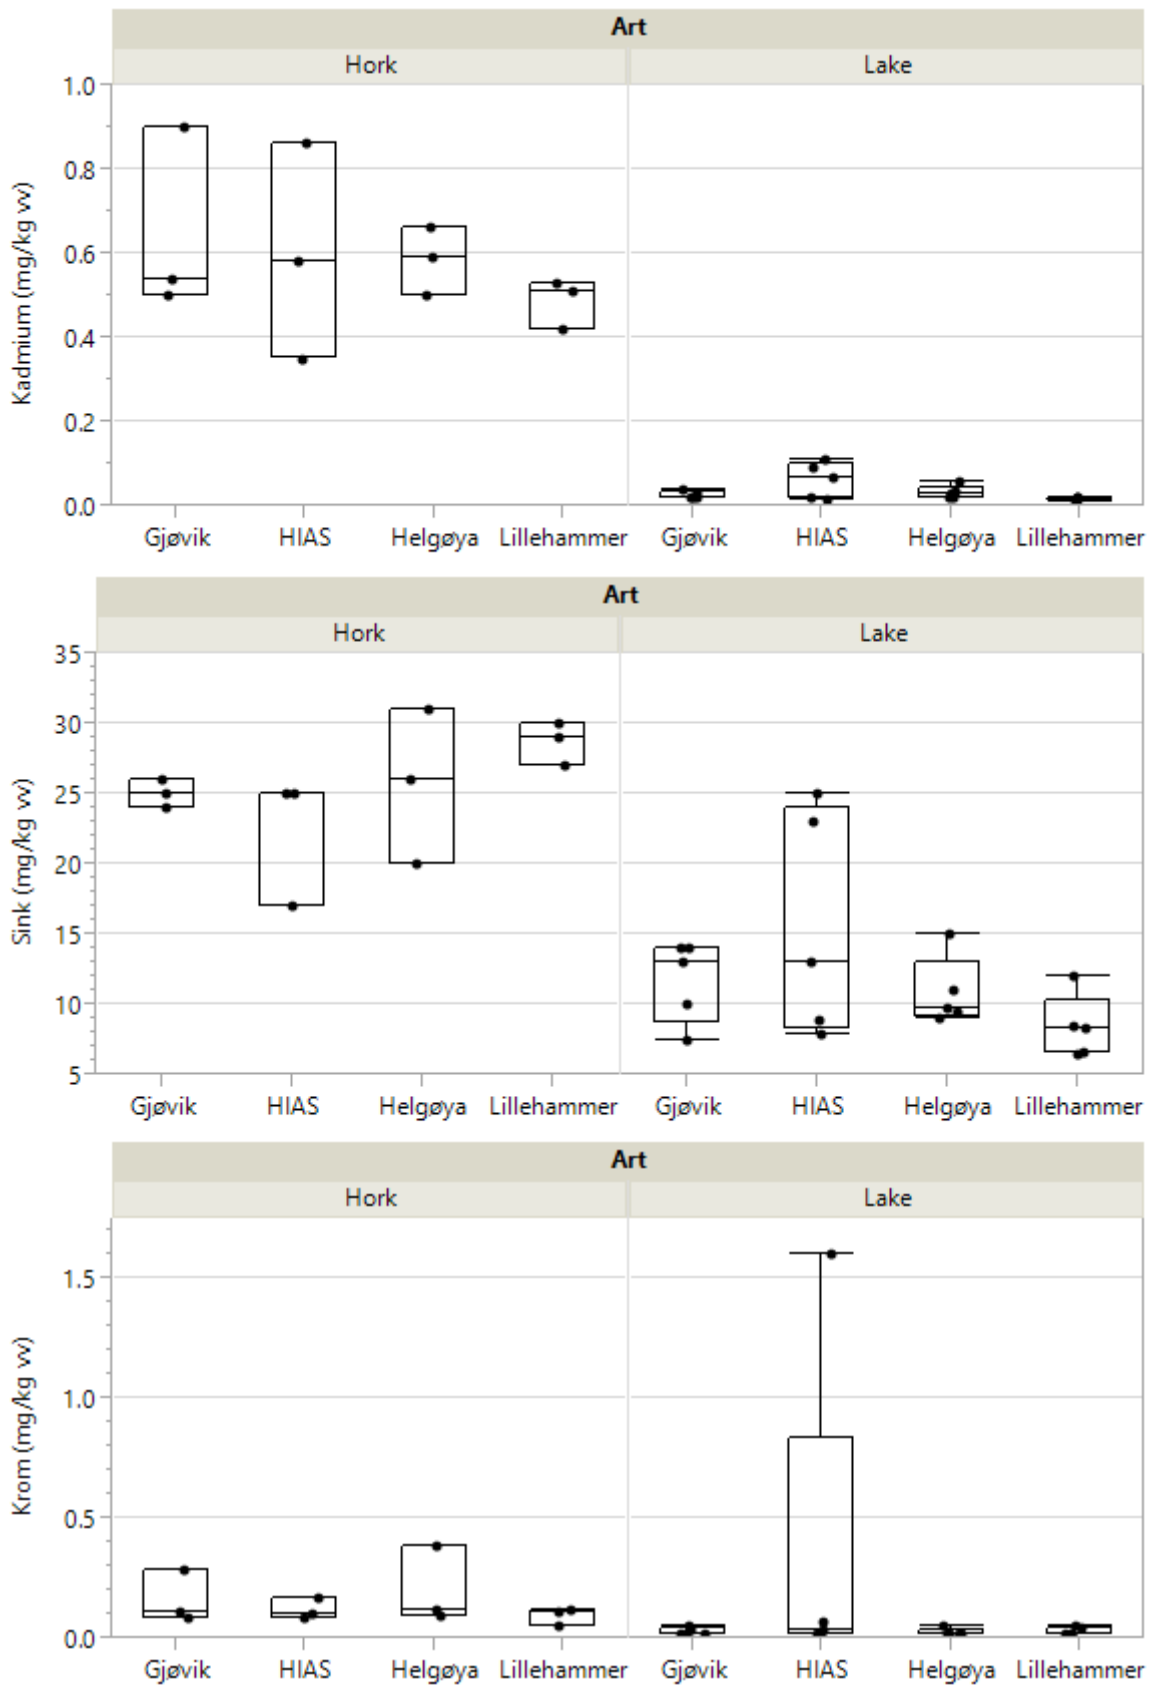 Art
Hork Lake
Kadmium (mg/kg vv)
1.0
0.8
0.6
0.4
0.2
0.0
Gjøvik HIAS Helgøya Lillehammer Gjøvik HIAS Helgøya Lillehammer
Art
Hork Lake
Sink (mg/kg vv)
35
30
25
20
15
10
5
Gjøvik HIAS Helgøya Lillehammer Gjøvik HIAS Helgøya Lillehammer
Art
Hork Lake
Krom (mg/kg vv)
1.5
1.0
0.5
0.0
Gjøvik HIAS Helgøya Lillehammer Gjøvik HIAS Helgøya Lillehammer